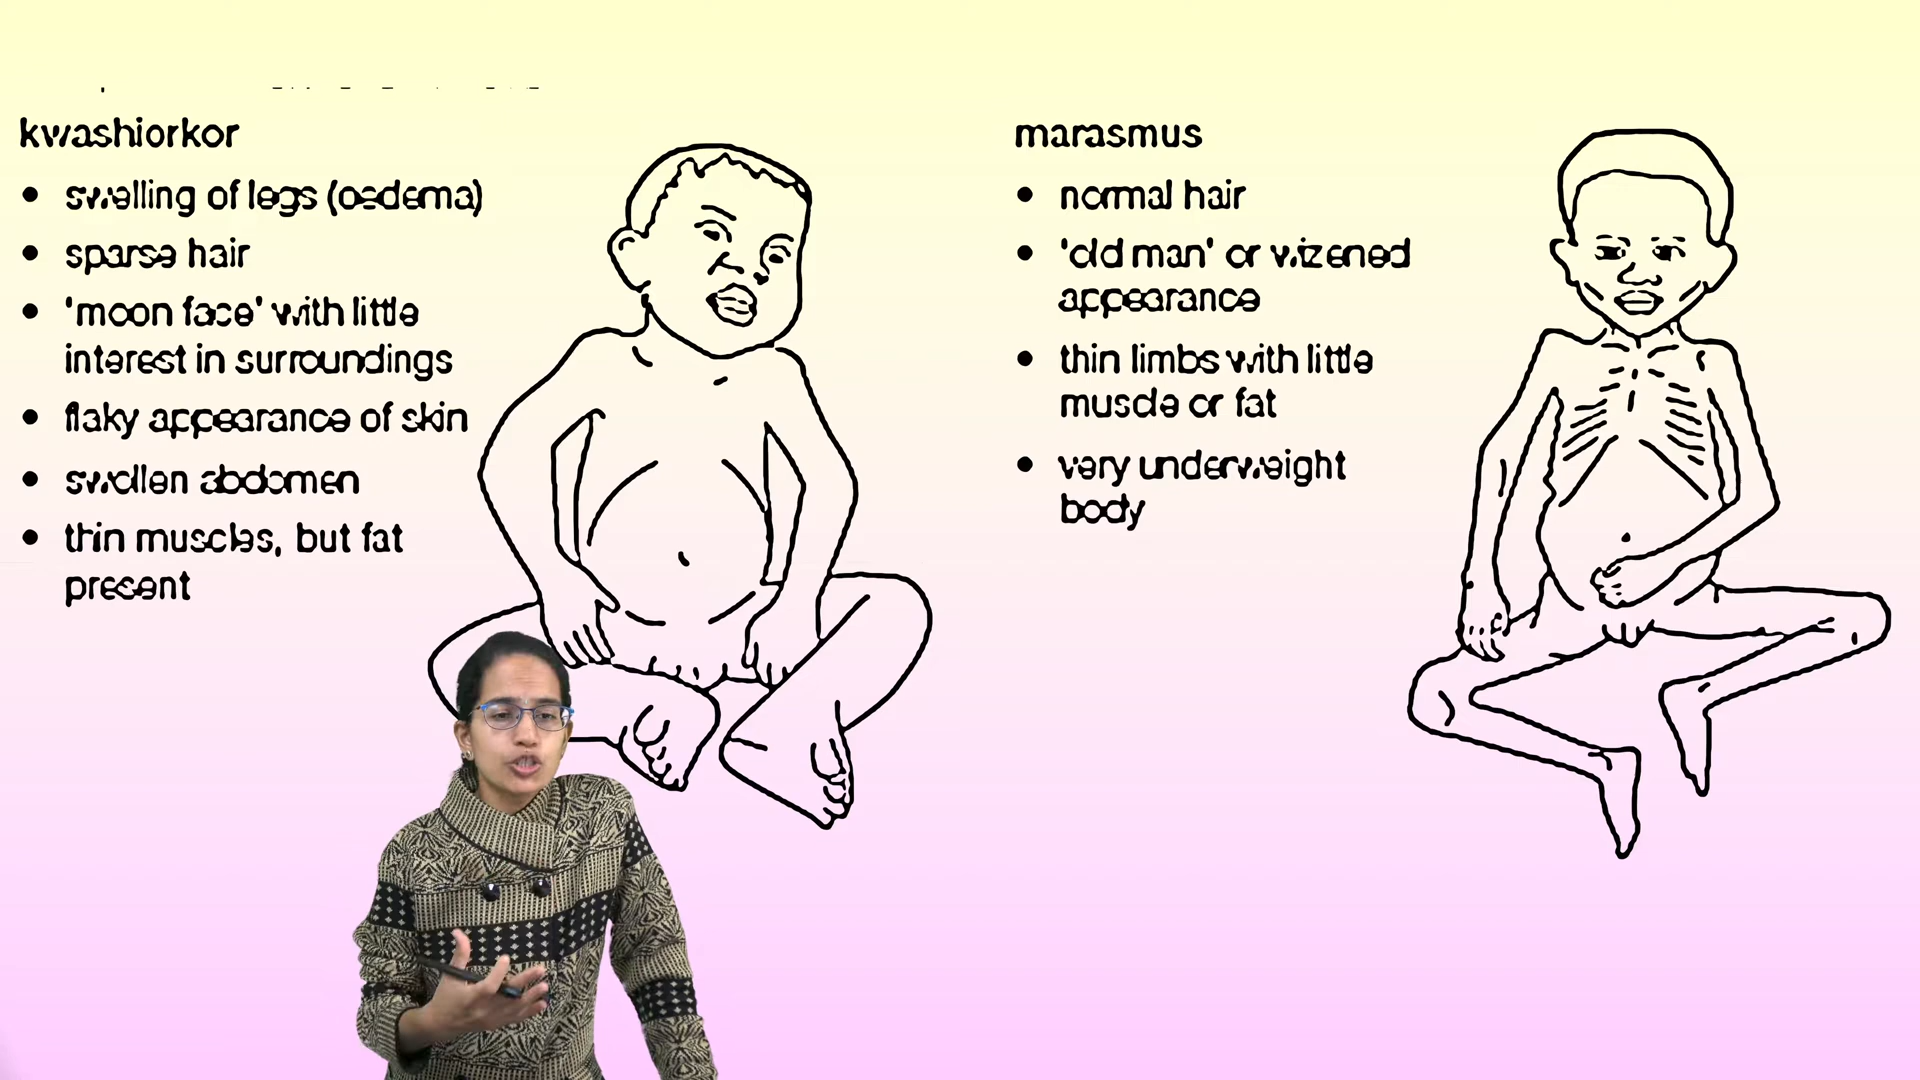 kwashiorkor
• swelling of legs (oedema)
• sparse hair
• 'moon face' with little
interest in surroundings
• flaky appearance of skin
• swollen abdomen
• thin muscles, but fat
present
marasmus
• normal hair
• 'old man' or wizened
appearance
• thin limbs with little
muscle or fat
• very underweight
body